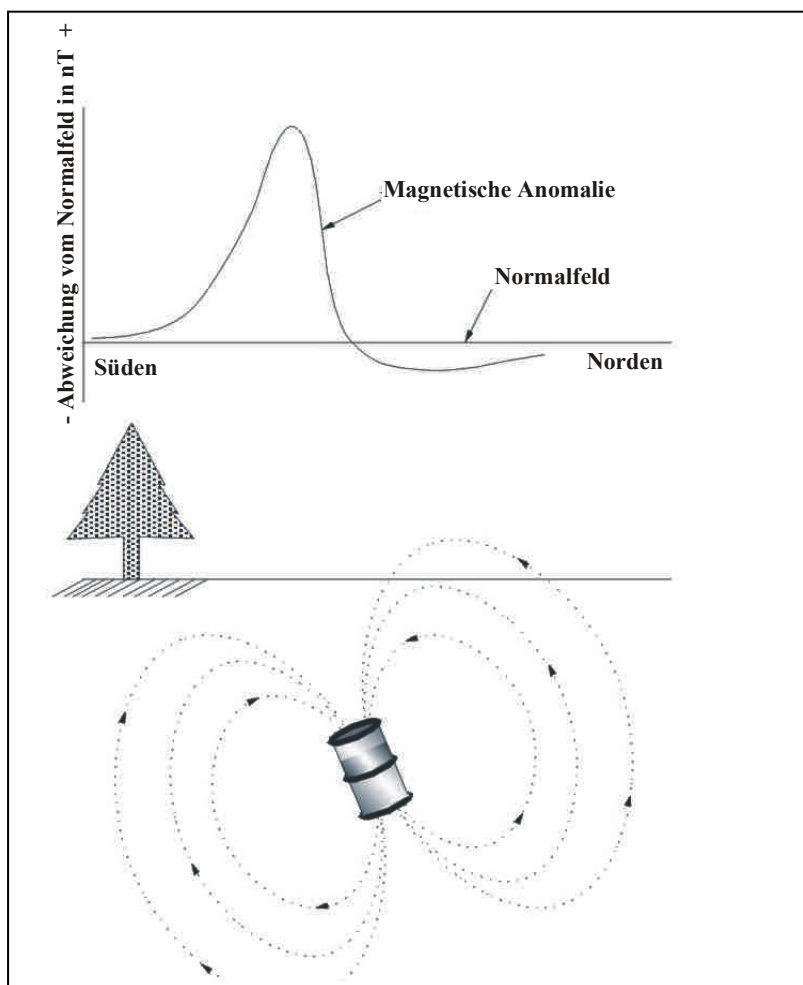 - Abweichung vom Normalfeld in nT +
Magnetische Anomalie
Normalfeld
Süden
Norden